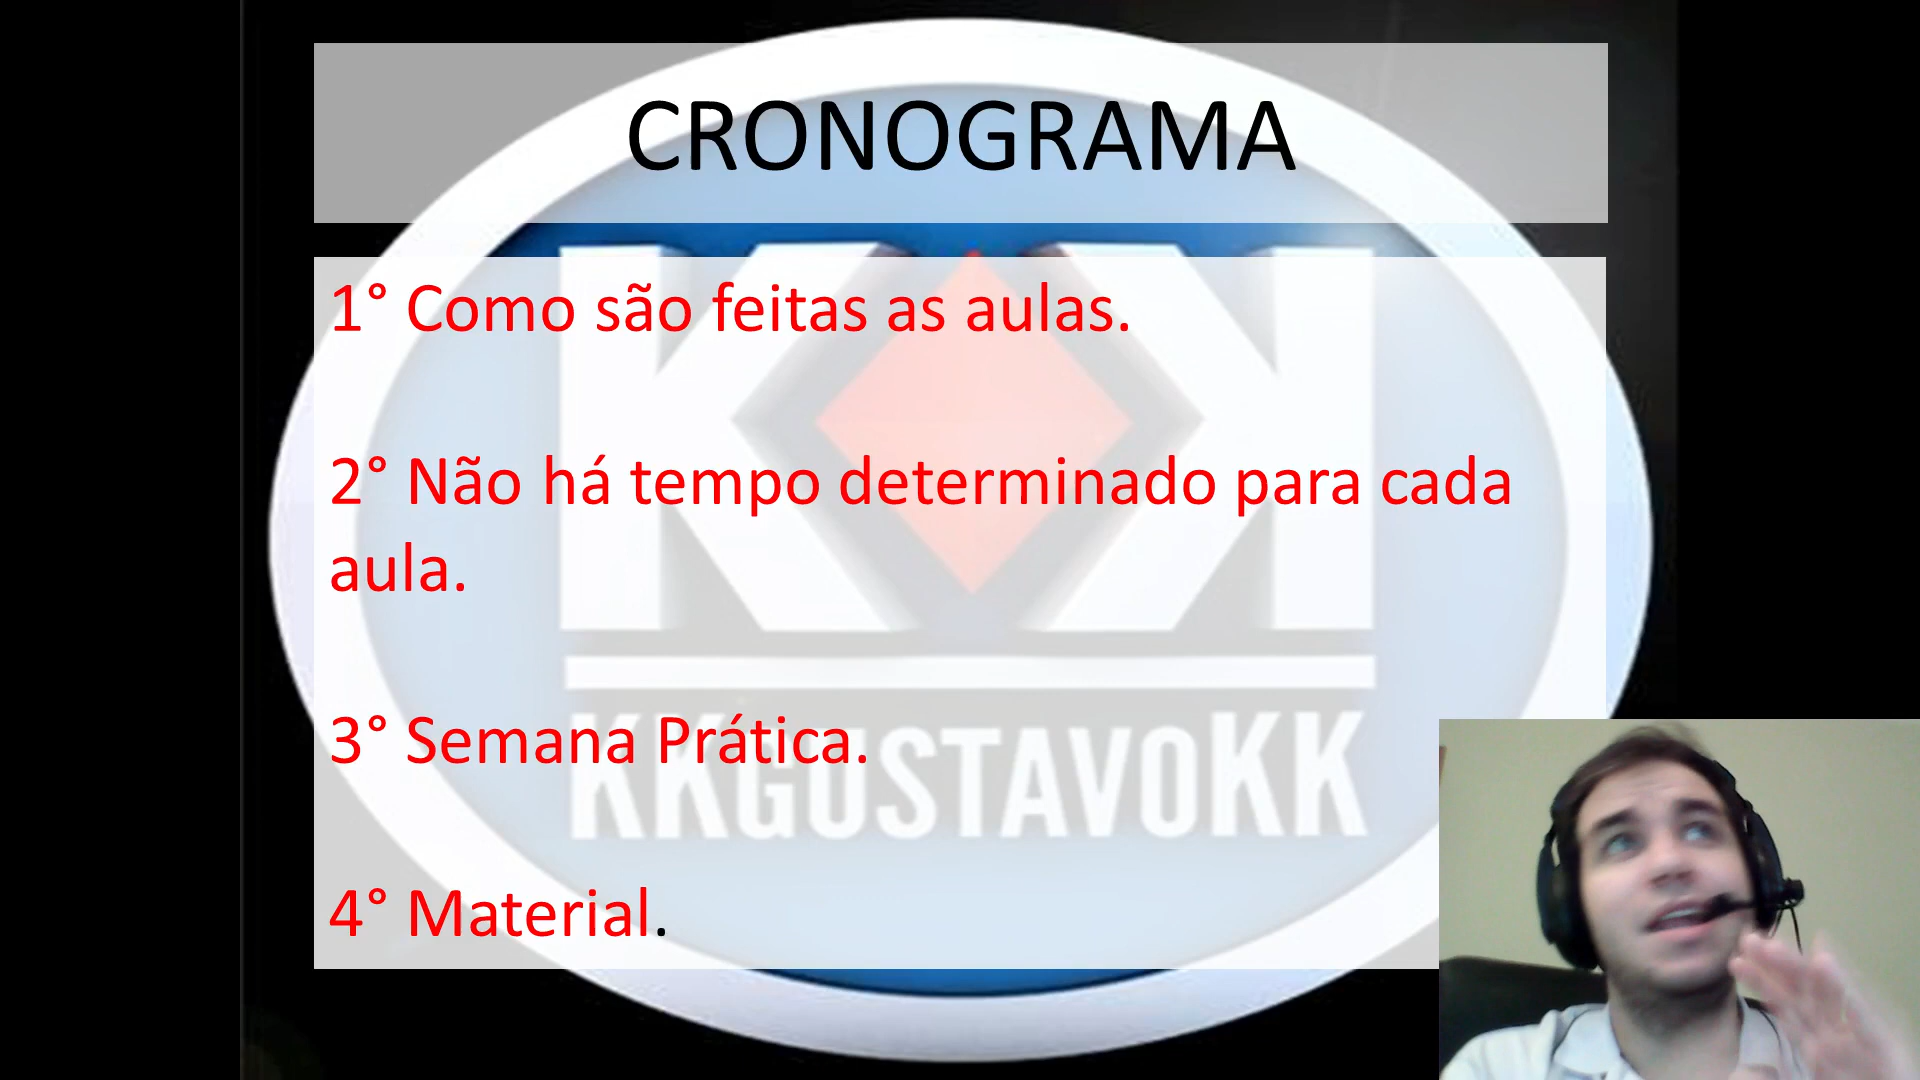 CRONOGRAMA
1° Como são feitas as aulas.
2° Não há tempo determinado para cada
aula.
3° Semana Prática.
KKGUSTAVOKK
4° Material.